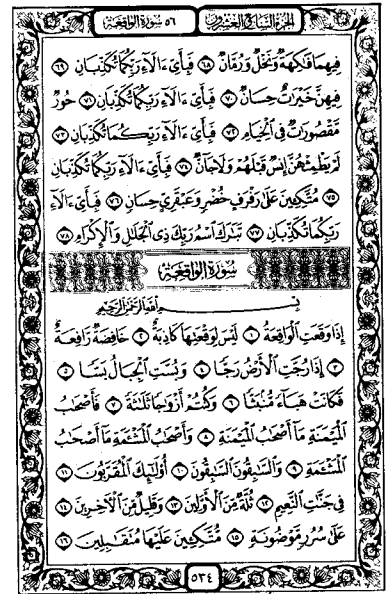 الجزء السابع والعشرون ٥٦ سورة الواقعة
فِيهِمَا فَٰكِهَةٌ وَنَخْلٌ وَرُمَّانٌ ٦٨ فَبِأَىِّ ءَالَآءِ رَبِّكُمَا تُكَذِّبَانِ ٦٩
فِيهِنَّ خَيْرَٰتٌ حِسَانٌ ٧٠ فَبِأَىِّ ءَالَآءِ رَبِّكُمَا تُكَذِّبَانِ ٧١ حُورٌ
مَّقْصُورَٰتٌ فِى ٱلْخِيَامِ ٧٢ فَبِأَىِّ ءَالَآءِ رَبِّكُمَا تُكَذِّبَانِ ٧٣
لَمْ يَطْمِثْهُنَّ إِنسٌ قَبْلَهُمْ وَلَا جَآنٌّ ٧٤ فَبِأَىِّ ءَالَآءِ رَبِّكُمَا تُكَذِّبَانِ
٧٥ مُتَّكِـِٔينَ عَلَىٰ رَفْرَفٍ خُضْرٍ وَعَبْقَرِىٍّ حِسَانٍ ٧٦ فَبِأَىِّ ءَالَآءِ
رَبِّكُمَا تُكَذِّبَانِ ٧٧ تَبَٰرَكَ ٱسْمُ رَبِّكَ ذِى ٱلْجَلَٰلِ وَٱلْإِكْرَامِ ٧٨
سورة الواقعة
بِسْمِ ٱللَّهِ ٱلرَّحْمَٰنِ ٱلرَّحِيمِ
إِذَا وَقَعَتِ ٱلْوَاقِعَةُ ١ لَيْسَ لِوَقْعَتِهَا كَاذِبَةٌ ٢ خَافِضَةٌ رَّافِعَةٌ
٣ إِذَا رُجَّتِ ٱلْأَرْضُ رَجًّا ٤ وَبُسَّتِ ٱلْجِبَالُ بَسًّا ٥
فَكَانَتْ هَبَآءً مُّنۢبَثًّا ٦ وَكُنتُمْ أَزْوَٰجًا ثَلَٰثَةً ٧ فَأَصْحَٰبُ
ٱلْمَيْمَنَةِ مَآ أَصْحَٰبُ ٱلْمَيْمَنَةِ ٨ وَأَصْحَٰبُ ٱلْمَشْـَٔمَةِ مَآ أَصْحَٰبُ
ٱلْمَشْـَٔمَةِ ٩ وَٱلسَّٰبِقُونَ ٱلسَّٰبِقُونَ ١٠ أُو۟لَٰٓئِكَ ٱلْمُقَرَّبُونَ ١١
فِى جَنَّٰتِ ٱلنَّعِيمِ ١٢ ثُلَّةٌ مِّنَ ٱلْأَوَّلِينَ ١٣ وَقَلِيلٌ مِّنَ ٱلْءَاخِرِينَ ١٤
عَلَىٰ سُرُرٍ مَّوْضُونَةٍ ١٥ مُّتَّكِـِٔينَ عَلَيْهَا مُتَقَٰبِلِينَ ١٦
٥٣٤